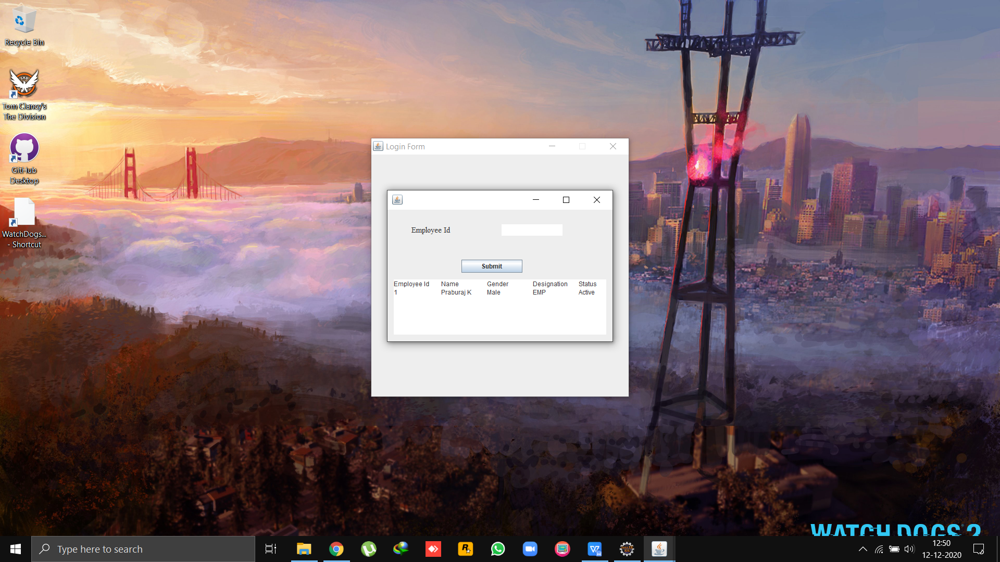 Recycle Bin
Tom Clancy's
The Division
GitHub
Desktop
WatchDogs...
- Shortcut
Login Form
Employee Id
Submit
Employee Id Name Gender Designation Status
1 Praburaj K Male EMP Active
WATCH DOGS 2
Type here to search
12:50
12-12-2020